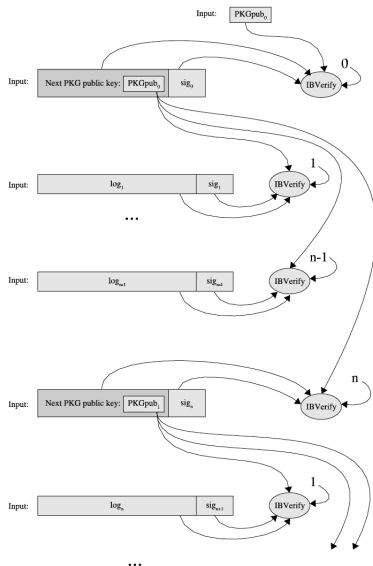 Input: PKGpub₀
0
Input: Next PKG public key: PKGpub₀ sig₀ IBVerify
1
Input: log₁ sig₁ IBVerify
...
n-1
Input: logₙ₋₁ sigₙ₋₁ IBVerify
n
Input: Next PKG public key: PKGpub₁ sigₙ IBVerify
1
Input: logₙ sigₙ₊₁ IBVerify
...